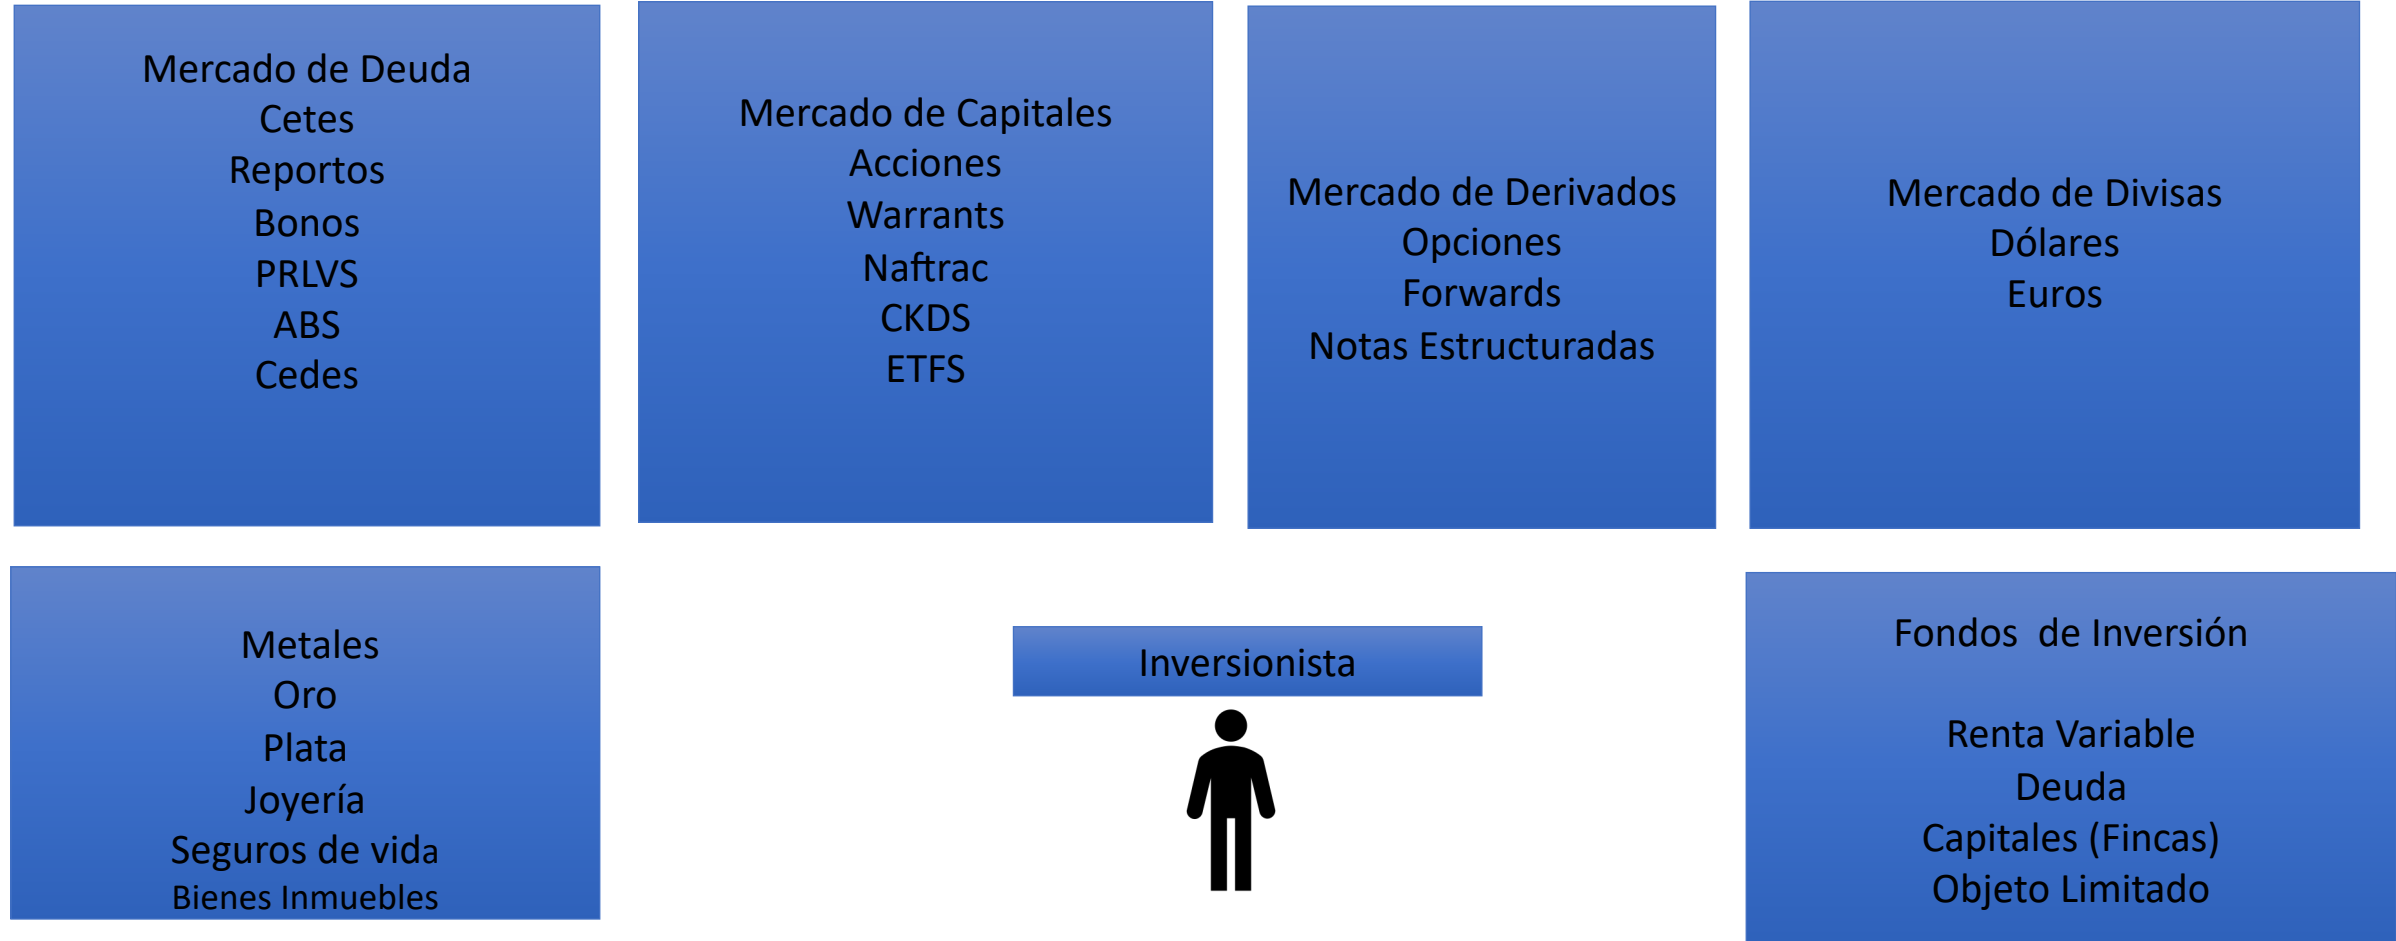 Mercado de Deuda
Cetes
Reportos
Bonos
PRLVS
ABS
Cedes
Mercado de Capitales
Acciones
Warrants
Naftrac
CKDS
ETFS
Mercado de Derivados
Opciones
Forwards
Notas Estructuradas
Mercado de Divisas
Dólares
Euros
Metales
Oro
Plata
Joyería
Seguros de vida
Bienes Inmuebles
Inversionista
Fondos de Inversión
Renta Variable
Deuda
Capitales (Fincas)
Objeto Limitado